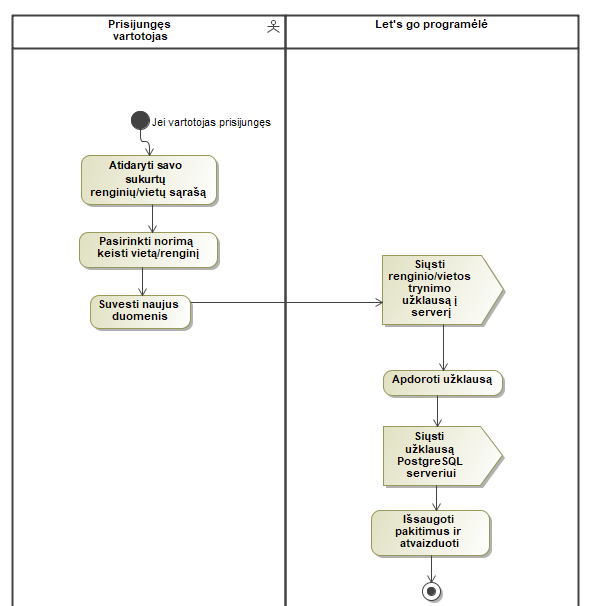 Prisijungęs
vartotojas
Let's go programėlė
Jei vartotojas prisijungęs
Atidaryti savo
sukurtų
renginių/vietų sąrašą
Pasirinkti norimą
keisti vietą/renginį
Suvesti naujus
duomenis
Siųsti
renginio/vietos
trynimo
užklausą į
serverį
Apdoroti užklausą
Siųsti
užklausą
PostgreSQL
serveriui
Išsaugoti
pakitimus ir
atvaizduoti